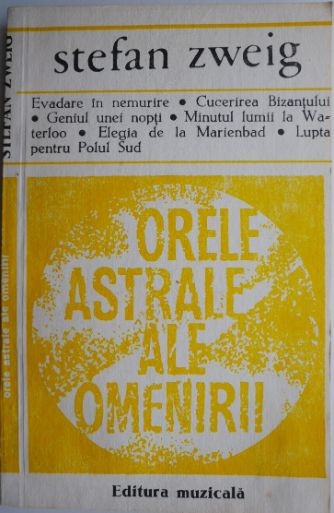 stefan zweig
Evadare în nemurire • Cucerirea Bizanțului
• Geniul unei nopți • Minutul lumii la Wa-
terloo • Elegia de la Marienbad • Lupta
pentru Polul Sud
ORELE
ASTRALE
ALE
OMENIRII
Editura muzicală
STEFAN ZWEIG
orele astrale ale omenirii